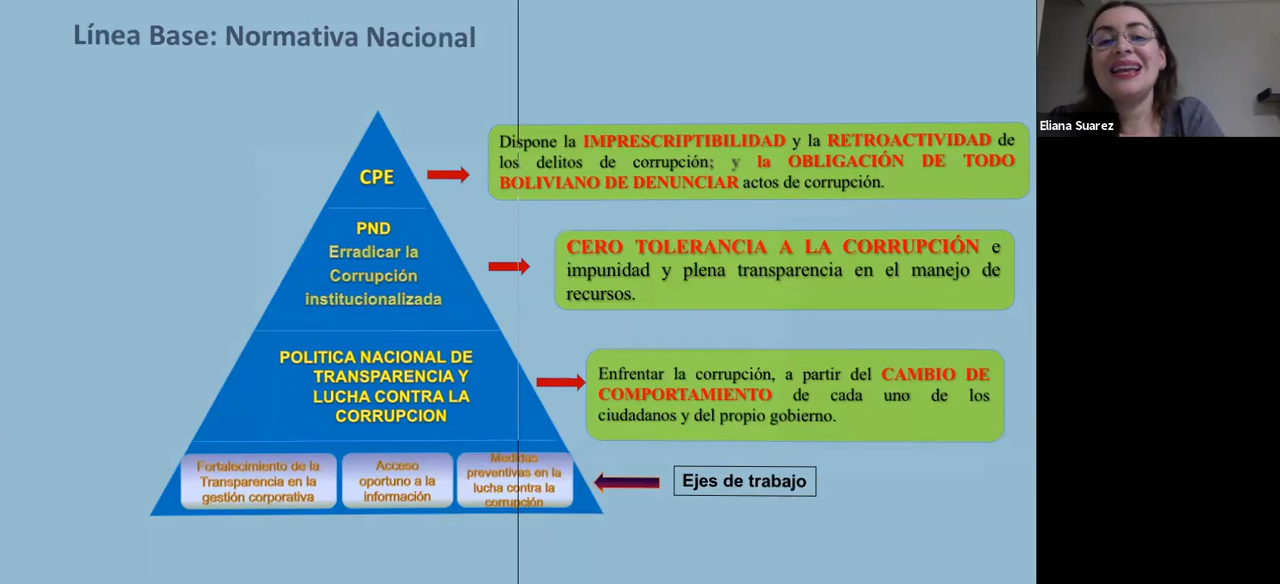 Línea Base: Normativa Nacional
Eliana Suarez
CPE
Dispone la IMPRESCRIPTIBILIDAD y la RETROACTIVIDAD de
los delitos de corrupción; y la OBLIGACIÓN DE TODO
BOLIVIANO DE DENUNCIAR actos de corrupción.
PND
Erradicar la
Corrupción
institucionalizada
CERO TOLERANCIA A LA CORRUPCIÓN e
impunidad y plena transparencia en el manejo de
recursos.
POLITICA NACIONAL DE
TRANSPARENCIA Y
LUCHA CONTRA LA
CORRUPCION
Enfrentar la corrupción, a partir del CAMBIO DE
COMPORTAMIENTO de cada uno de los
ciudadanos y del propio gobierno.
Fortalecimiento de la
Transparencia en la
gestión corporativa
Acceso
oportuno a la
información
Medidas
preventivas en la
lucha contra la
corrupción
Ejes de trabajo